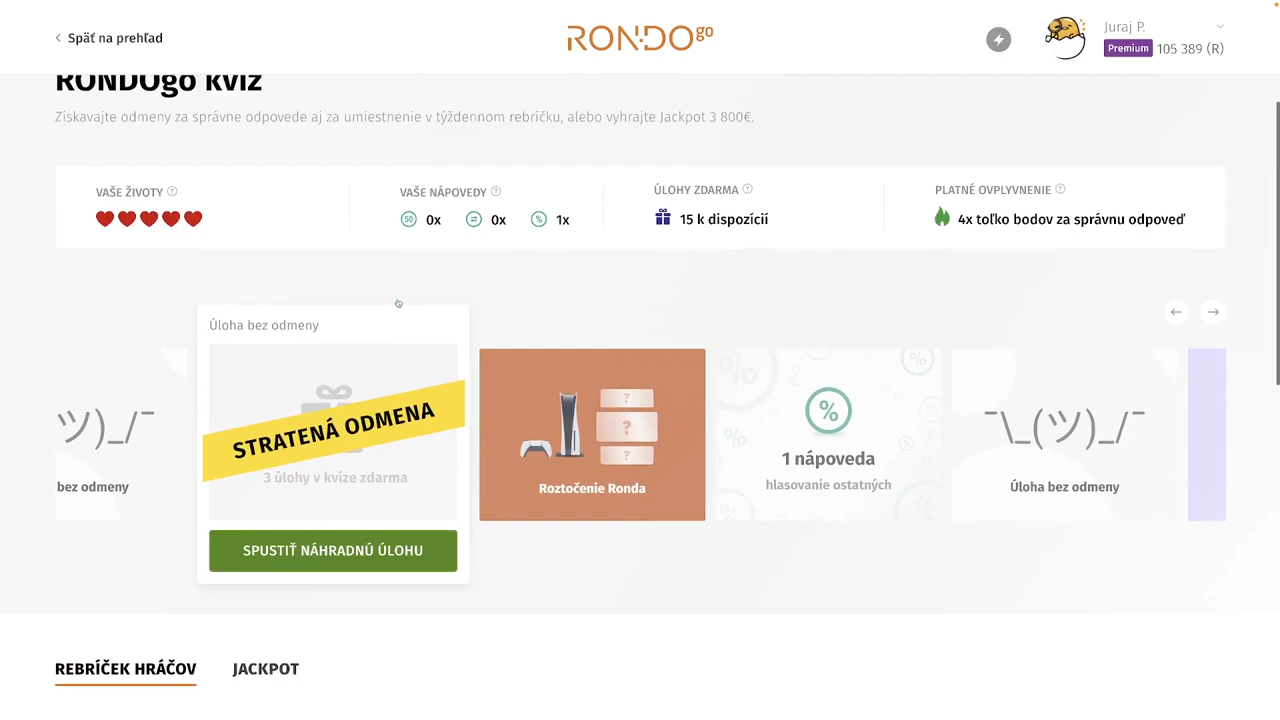 Späť na prehľad
RONDOgo
Juraj P.
Premium 105 389 (R)
RONDOgo kvíz
Získavajte odmeny za správne odpovede aj za umiestnenie v týždennom rebríčku, alebo vyhrajte Jackpot 3 800€.
VAŠE ŽIVOTY ?
VAŠE NÁPOVEDY ?
50 0x 0x % 1x
ÚLOHY ZDARMA ?
15 k dispozícií
PLATNÉ OVPLYVNENIE ?
4x toľko bodov za správnu odpoveď
ツ)_/¯
bez odmeny
Úloha bez odmeny
STRATENÁ ODMENA
3 úlohy v kvíze zdarma
SPUSTIŤ NÁHRADNÚ ÚLOHU
?
?
?
Roztočenie Ronda
%
1 nápoveda
hlasovanie ostatných
¯\_(ツ)_/¯
Úloha bez odmeny
REBRÍČEK HRÁČOV
JACKPOT